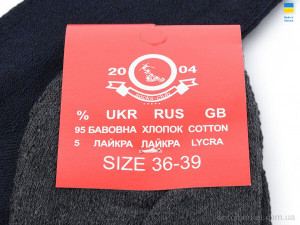 20 04
% UKR RUS GB
95 БАВОВНА ХЛОПОК COTTON
5 ЛАЙКРА ЛАЙКРА LYCRA
SIZE 36-39